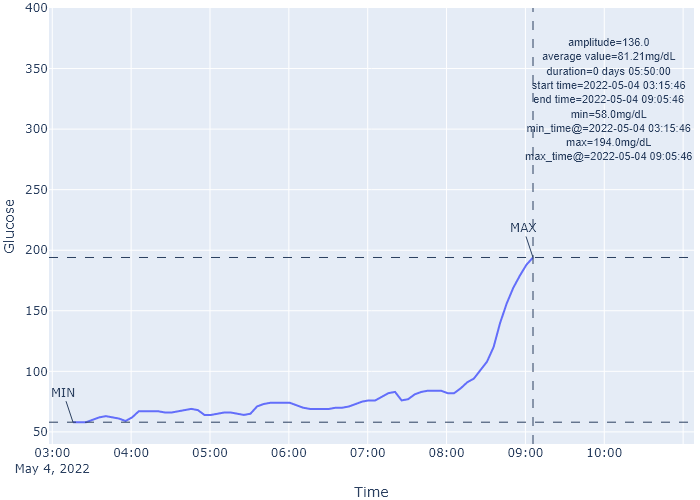 400
350
300
250
200
150
100
50
Glucose
amplitude=136.0
average value=81.21mg/dL
duration=0 days 05:50:00
start time=2022-05-04 03:15:46
end time=2022-05-04 09:05:46
min=58.0mg/dL
min_time@=2022-05-04 03:15:46
max=194.0mg/dL
max_time@=2022-05-04 09:05:46
MAX
MIN
03:00 04:00 05:00 06:00 07:00 08:00 09:00 10:00
May 4, 2022
Time